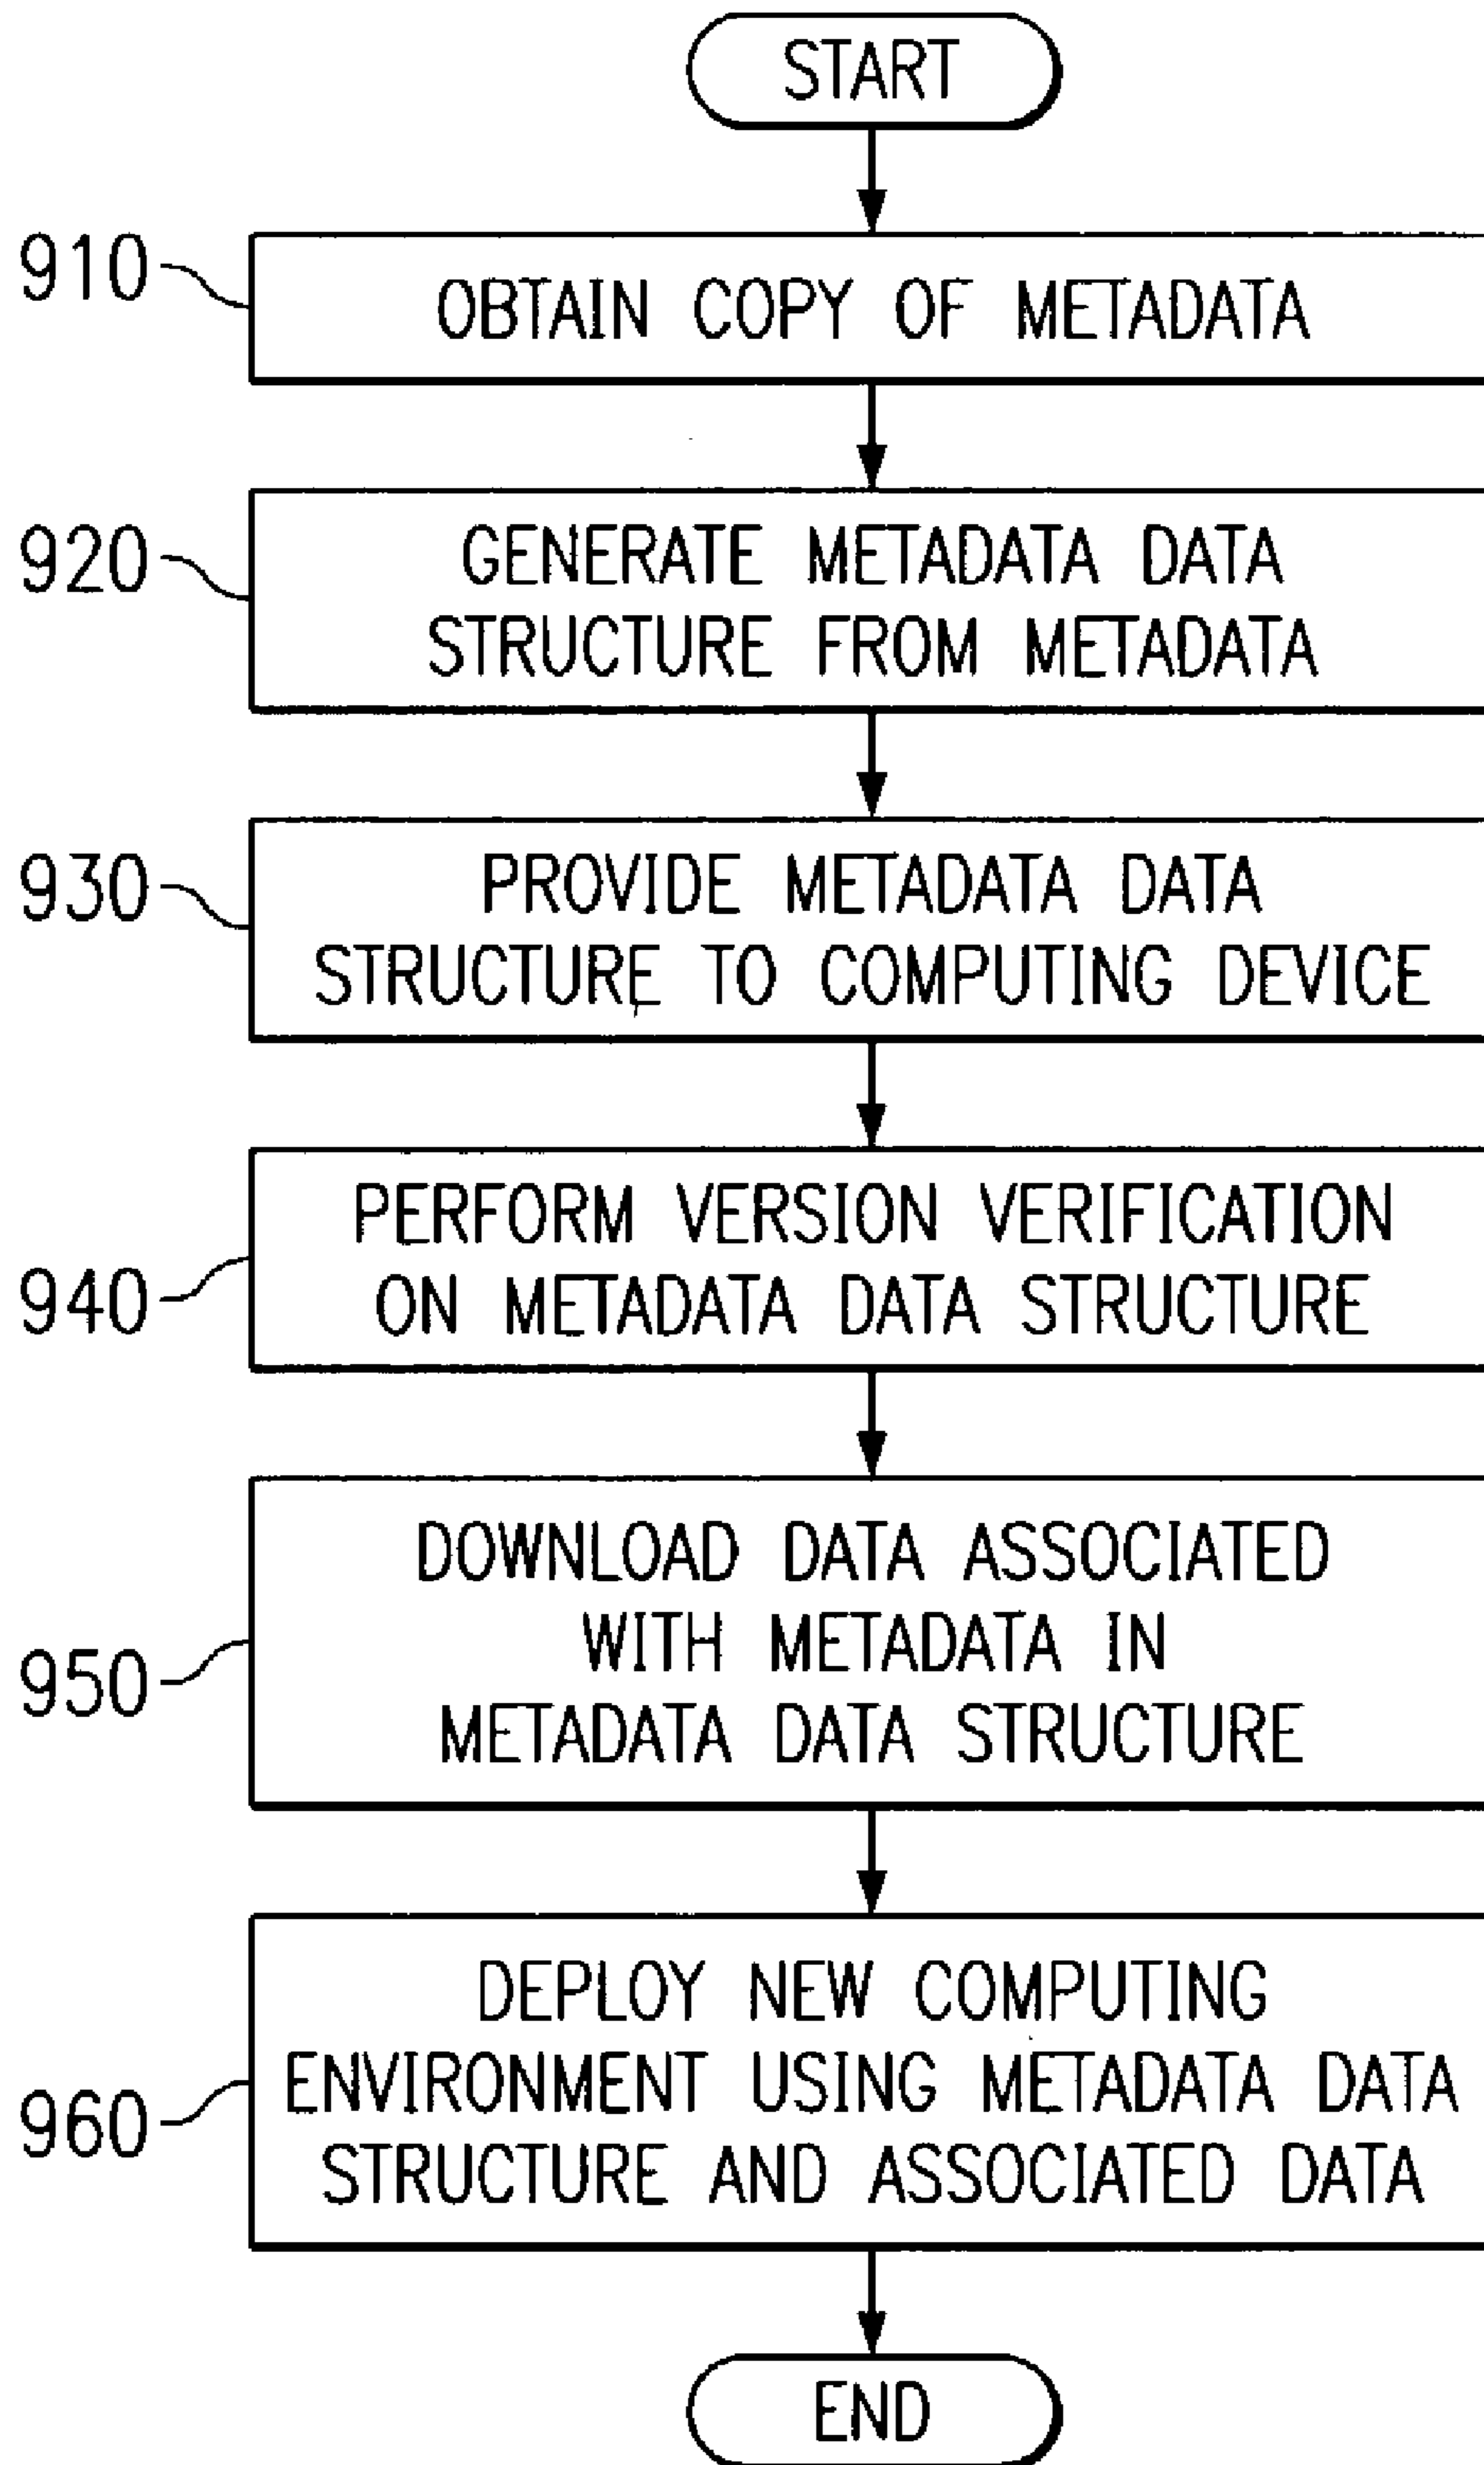 START
910
OBTAIN COPY OF METADATA
920
GENERATE METADATA DATA
STRUCTURE FROM METADATA
930
PROVIDE METADATA DATA
STRUCTURE TO COMPUTING DEVICE
940
PERFORM VERSION VERIFICATION
ON METADATA DATA STRUCTURE
950
DOWNLOAD DATA ASSOCIATED
WITH METADATA IN
METADATA DATA STRUCTURE
960
DEPLOY NEW COMPUTING
ENVIRONMENT USING METADATA DATA
STRUCTURE AND ASSOCIATED DATA
END